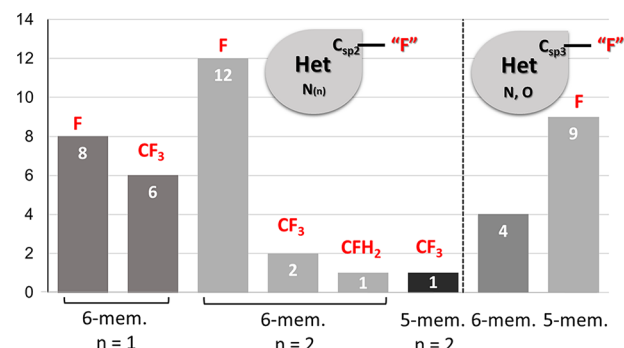 14
12
10
8
6
4
2
0
F
8
CF₃
6
F
12
CF₃
2
CFH₂
1
CF₃
1
4
F
9
Csp2 "F"
Het
N(n)
Csp3 "F"
Het
N, O
6-mem.
n = 1
6-mem.
n = 2
5-mem.
n = 2
6-mem.
5-mem.